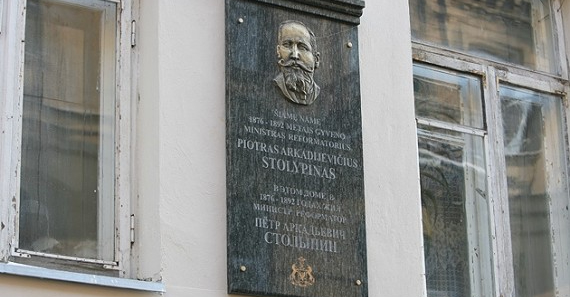 ŠIAME NAME
1876 - 1892 METAIS GYVENO
MINISTRAS REFORMATORIUS
PIOTRAS ARKADIJEVIČIUS
STOLYPINAS
В ЭТОМ ДОМЕ В
1876 - 1892 ГОДАХ ЖИЛ
МИНИСТР РЕФОРМАТОР
ПЁТР АРКАДЬЕВИЧ
СТОЛЫПИН